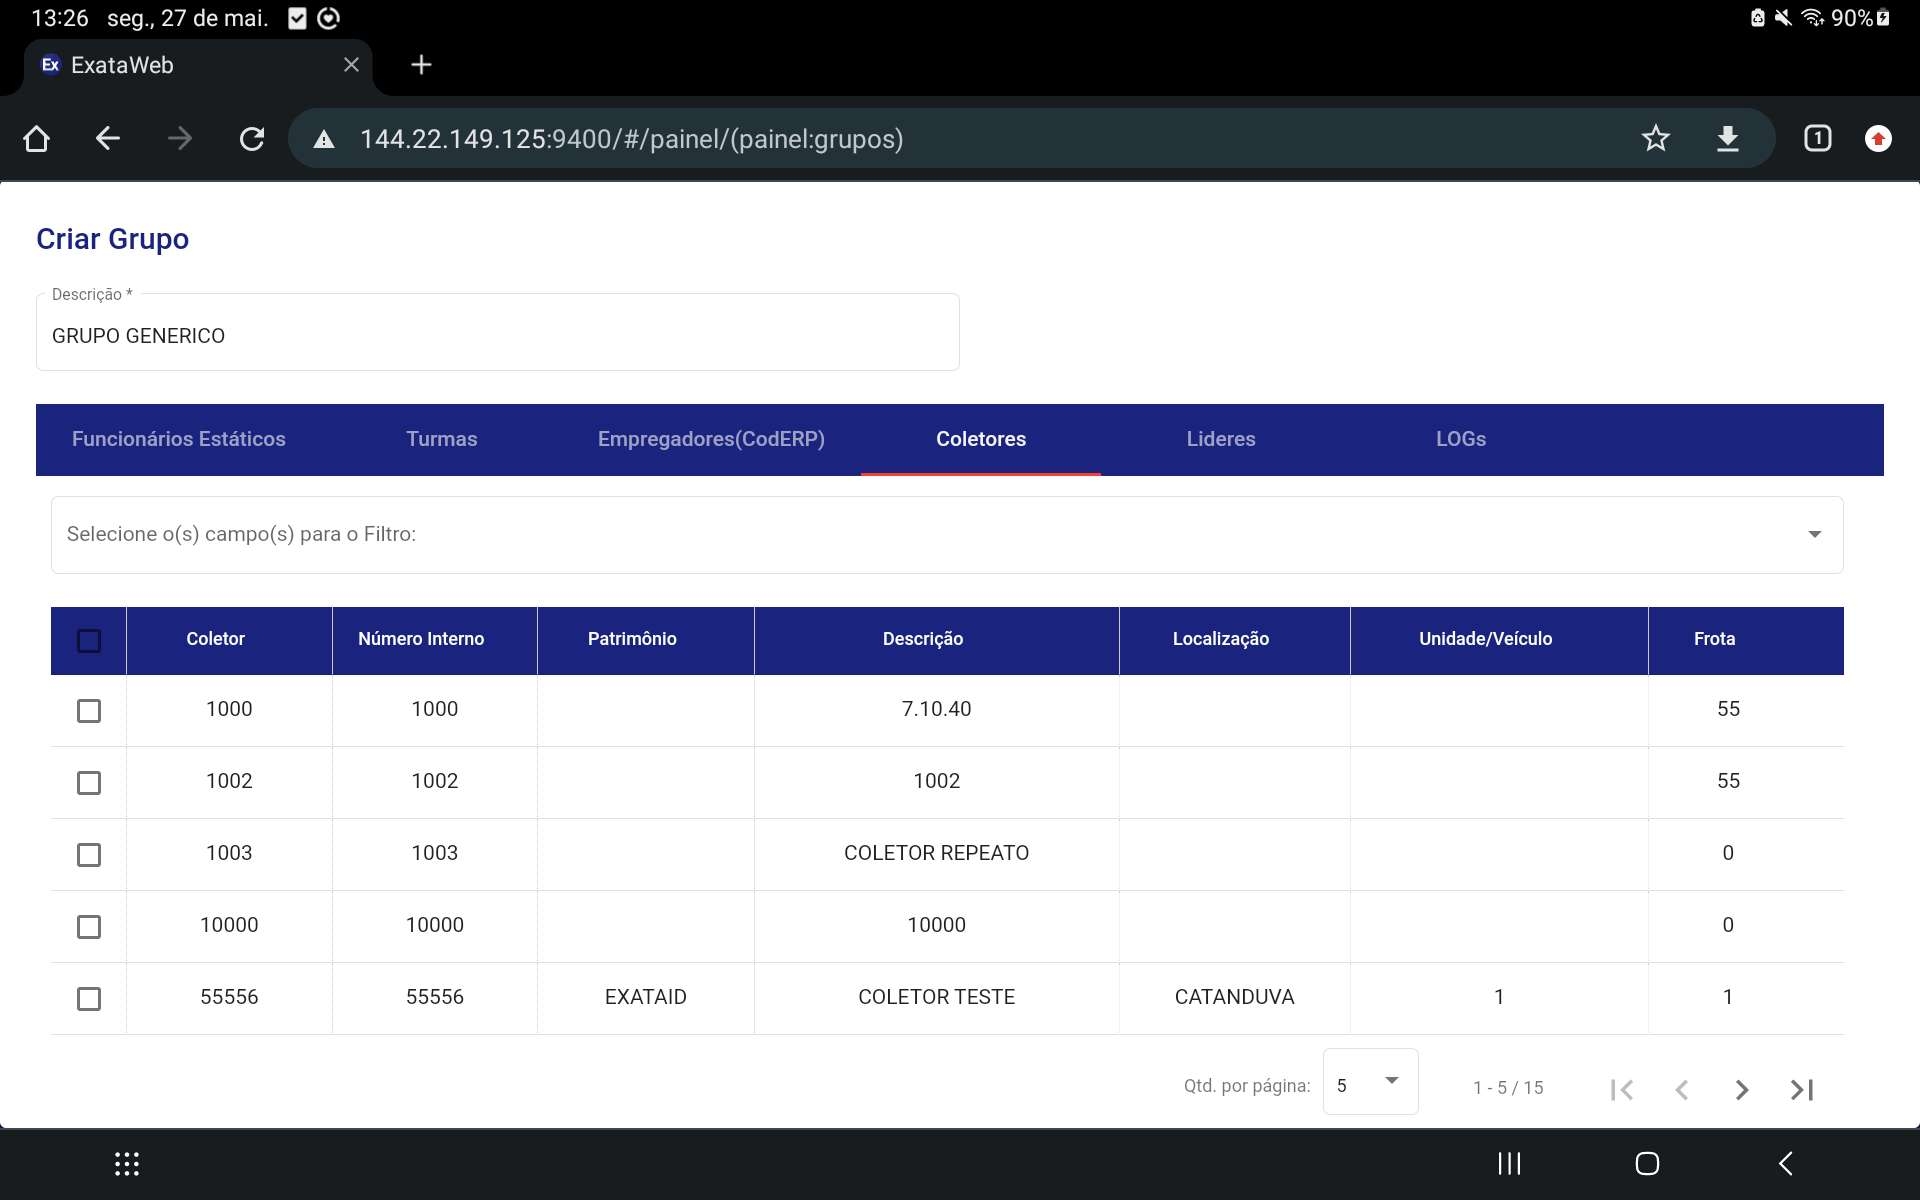 13:26 seg., 27 de mai. 90%
Ex ExataWeb
144.22.149.125:9400/#/painel/(painel:grupos) 1
Criar Grupo
Descrição *
GRUPO GENERICO
Funcionários Estáticos Turmas Empregadores(CodERP) Coletores Lideres LOGs
Selecione o(s) campo(s) para o Filtro:
Coletor Número Interno Patrimônio Descrição Localização Unidade/Veículo Frota
1000 1000 7.10.40 55
1002 1002 1002 55
1003 1003 COLETOR REPEATO 0
10000 10000 10000 0
55556 55556 EXATAID COLETOR TESTE CATANDUVA 1 1
Qtd. por página: 5 1 - 5 / 15